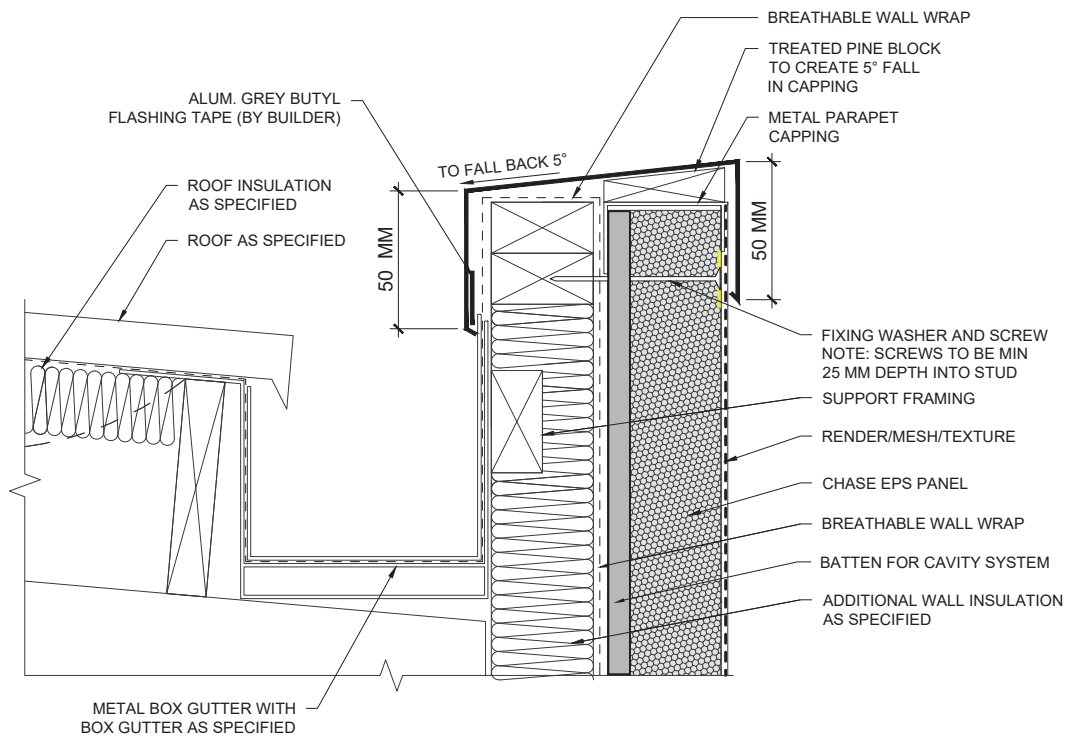 BREATHABLE WALL WRAP
TREATED PINE BLOCK
TO CREATE 5° FALL
IN CAPPING
ALUM. GREY BUTYL
FLASHING TAPE (BY BUILDER)
METAL PARAPET
CAPPING
TO FALL BACK 5°
ROOF INSULATION
AS SPECIFIED
ROOF AS SPECIFIED
50 MM
50 MM
FIXING WASHER AND SCREW
NOTE: SCREWS TO BE MIN
25 MM DEPTH INTO STUD
SUPPORT FRAMING
RENDER/MESH/TEXTURE
CHASE EPS PANEL
BREATHABLE WALL WRAP
BATTEN FOR CAVITY SYSTEM
ADDITIONAL WALL INSULATION
AS SPECIFIED
METAL BOX GUTTER WITH
BOX GUTTER AS SPECIFIED